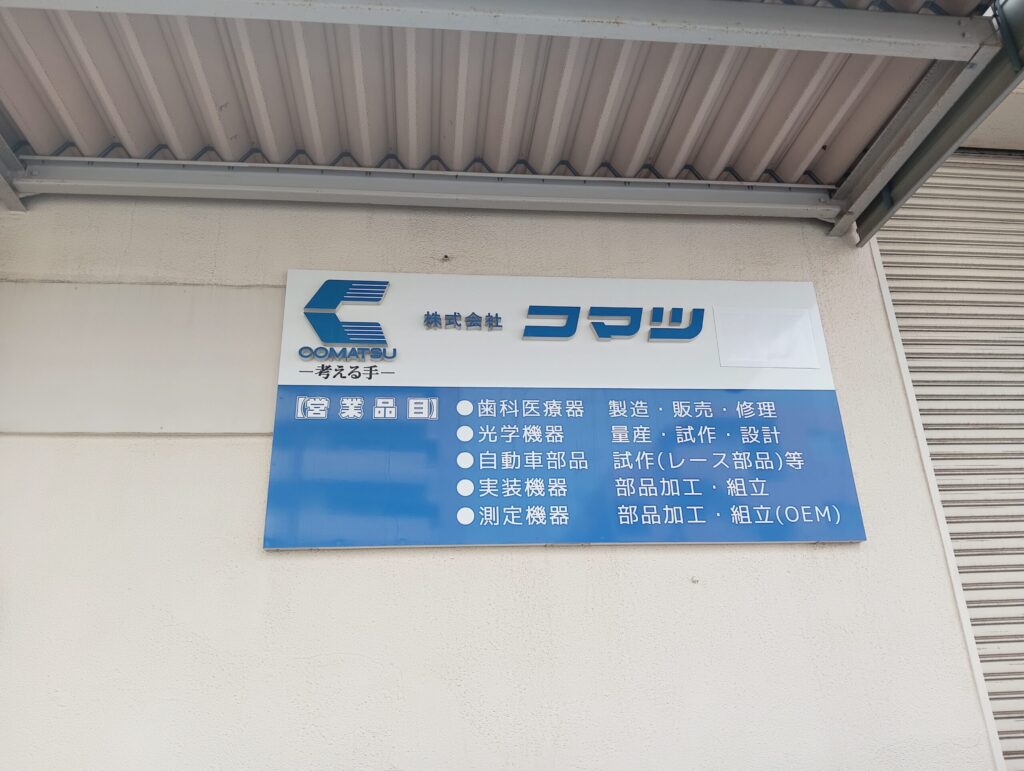 COMATSU
―考える手―
株式会社 コマツ
【営業品目】
●歯科医療器 製造・販売・修理
●光学機器 量産・試作・設計
●自動車部品 試作(レース部品)等
●実装機器 部品加工・組立
●測定機器 部品加工・組立(OEM)